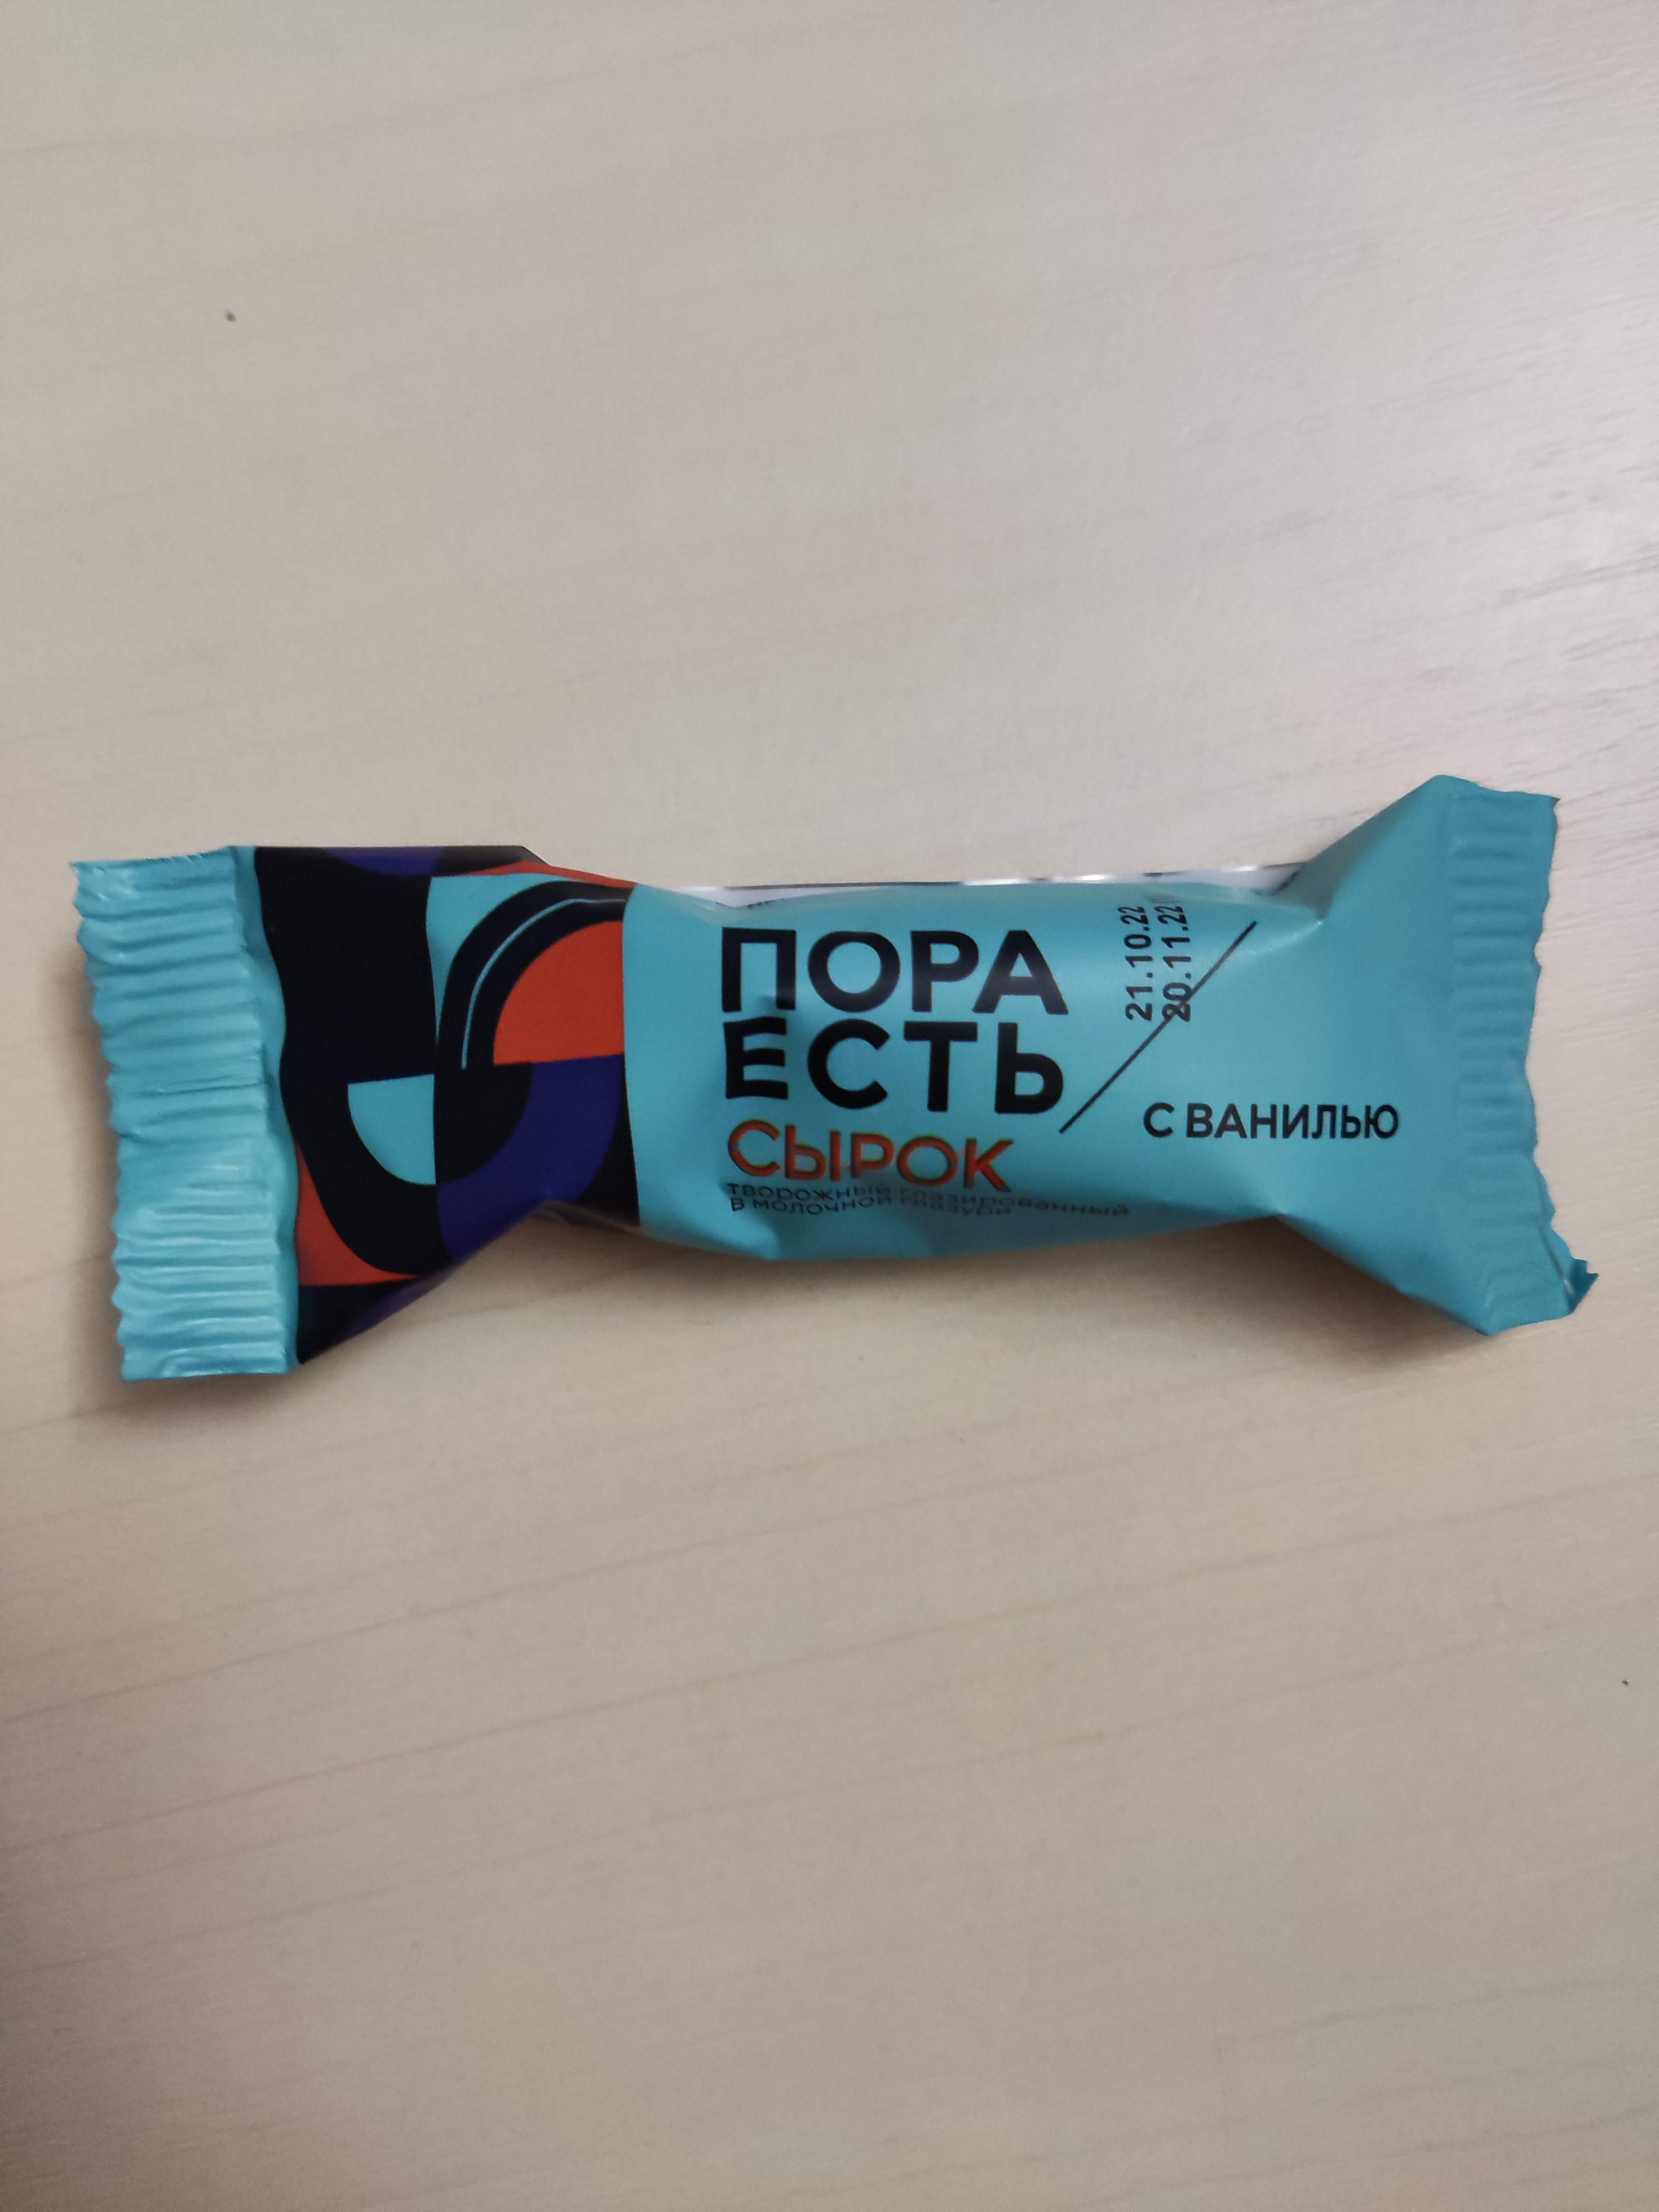 ПОРА
ЕСТЬ
СЫРОК
творожный глазированный
в молочной глазури
21.10.22
20.11.22
С ВАНИЛЬЮ